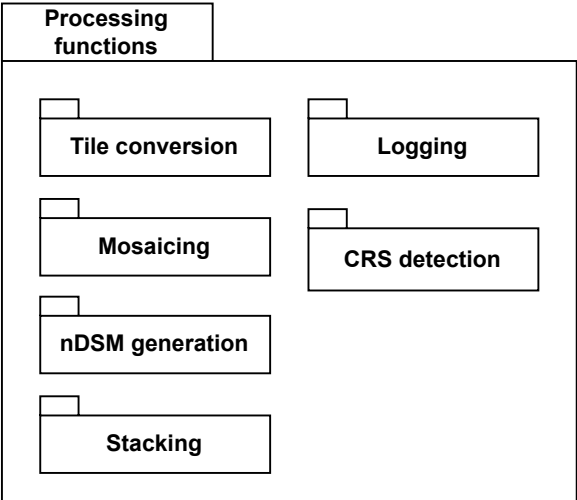 Processing
functions
Tile conversion
Logging
Mosaicing
CRS detection
nDSM generation
Stacking